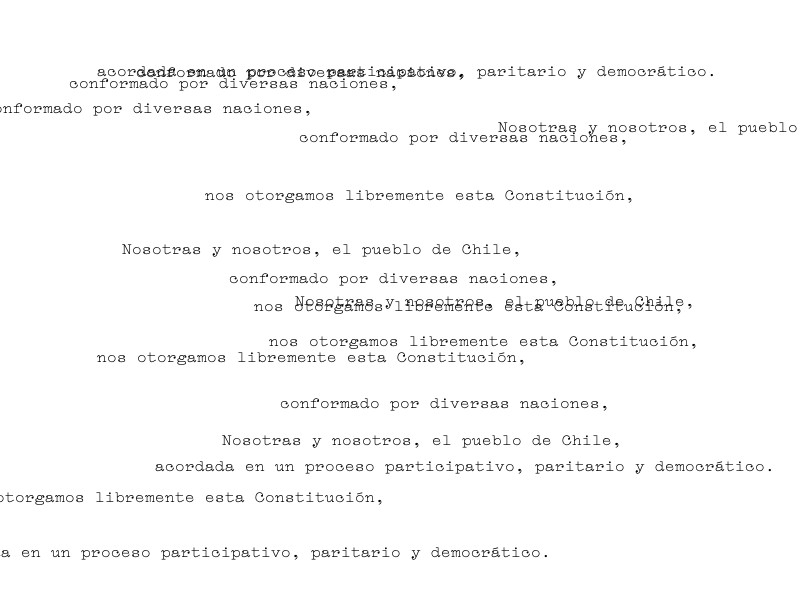 acordada en un proceso participativo, paritario y democrático.
conformado por diversas naciones,
conformado por diversas naciones,
nformado por diversas naciones,
Nosotras y nosotros, el pueblo
conformado por diversas naciones,
nos otorgamos libremente esta Constitución,
Nosotras y nosotros, el pueblo de Chile,
conformado por diversas naciones,
Nosotras y nosotros, el pueblo de Chile,
nos otorgamos libremente esta Constitución,
nos otorgamos libremente esta Constitución,
nos otorgamos libremente esta Constitución,
conformado por diversas naciones,
Nosotras y nosotros, el pueblo de Chile,
acordada en un proceso participativo, paritario y democrático.
otorgamos libremente esta Constitución,
a en un proceso participativo, paritario y democrático.